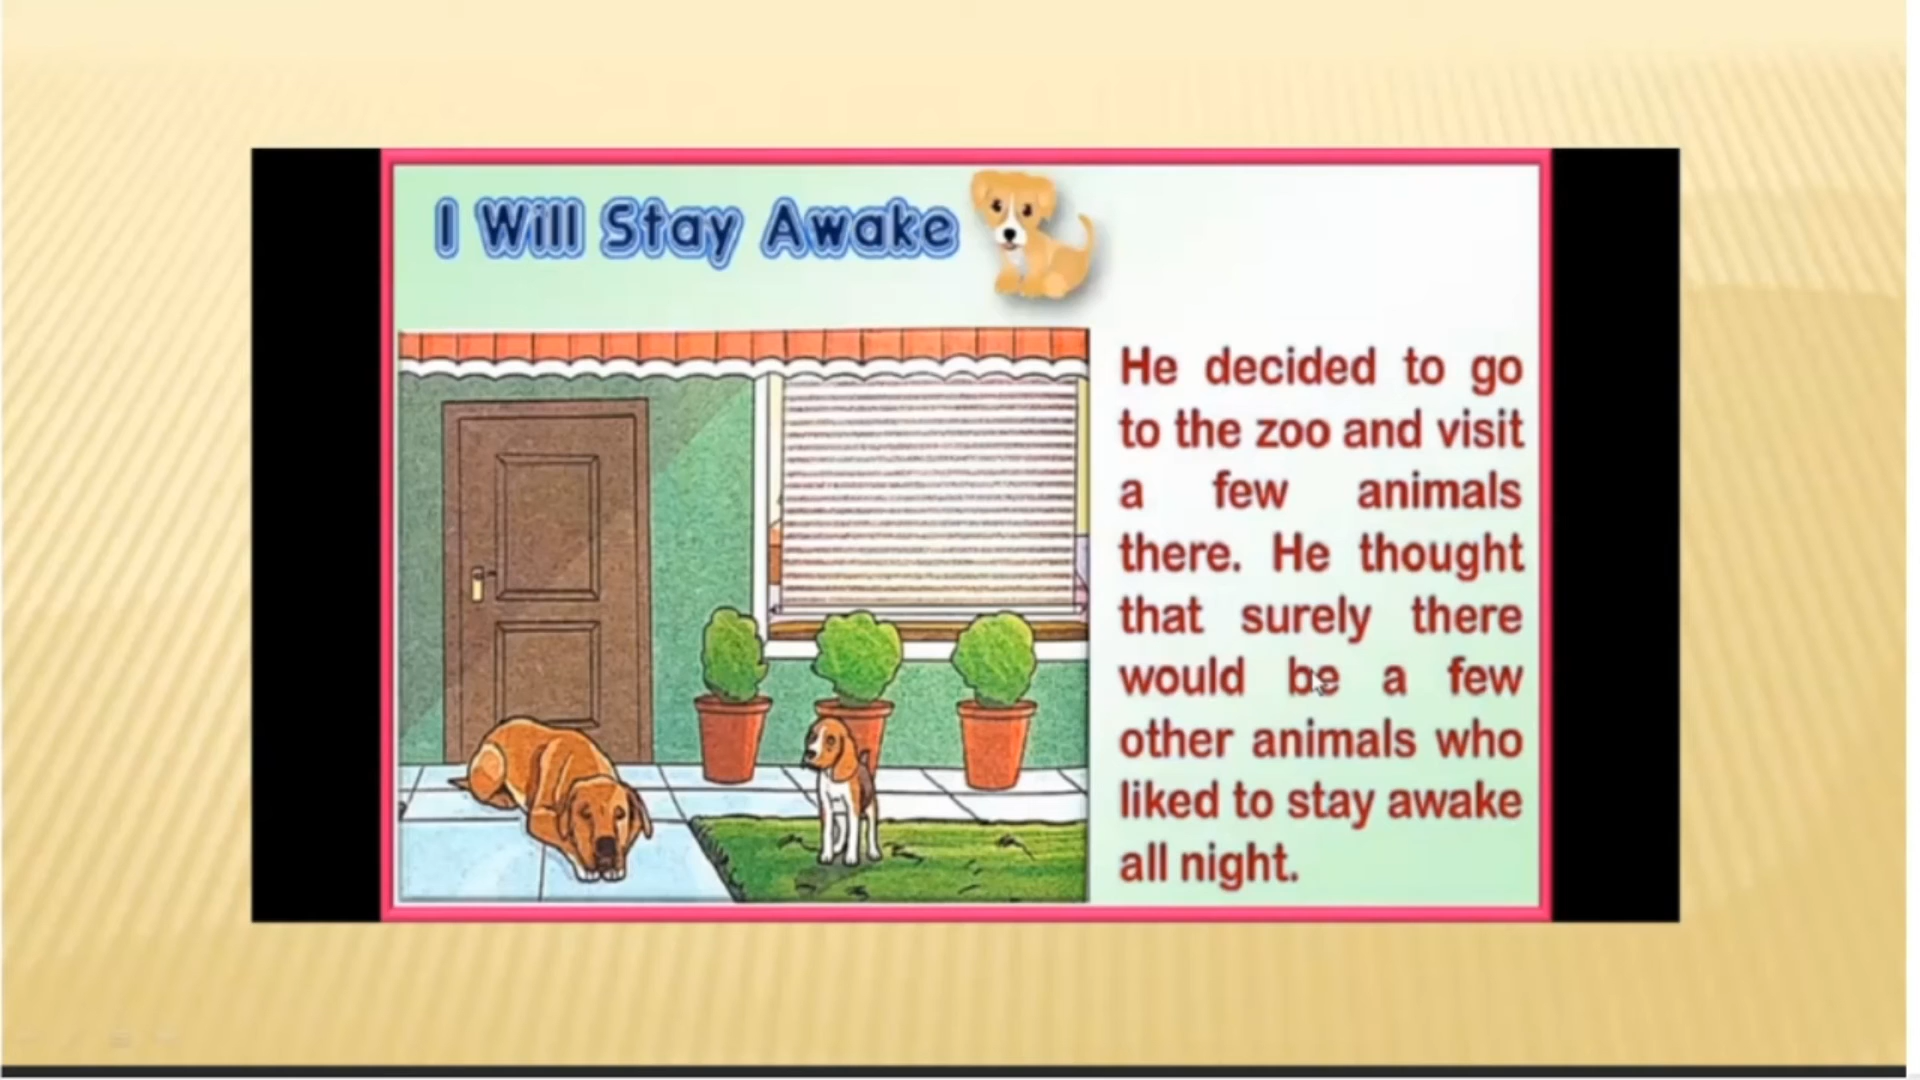 I Will Stay Awake
He decided to go
to the zoo and visit
a few animals
there. He thought
that surely there
would be a few
other animals who
liked to stay awake
all night.